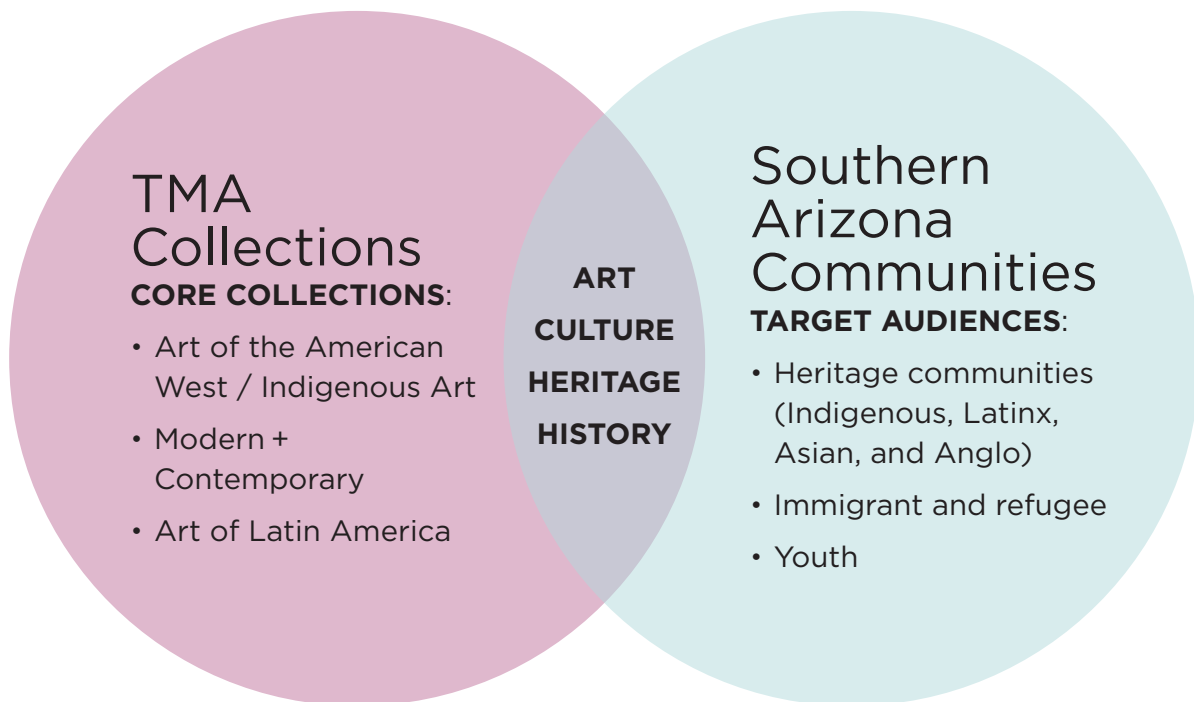 TMA
Collections
CORE COLLECTIONS:
• Art of the American
West / Indigenous Art
• Modern +
Contemporary
• Art of Latin America
ART
CULTURE
HERITAGE
HISTORY
Southern
Arizona
Communities
TARGET AUDIENCES:
• Heritage communities
(Indigenous, Latinx,
Asian, and Anglo)
• Immigrant and refugee
• Youth